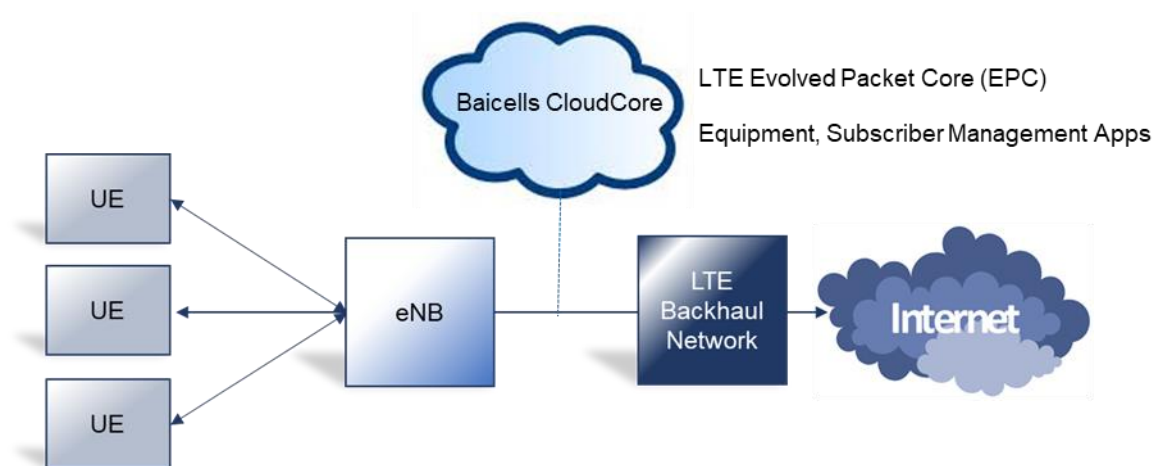 Baicells CloudCore
LTE Evolved Packet Core (EPC)
Equipment, Subscriber Management Apps
UE
UE
UE
eNB
LTE
Backhaul
Network
Internet